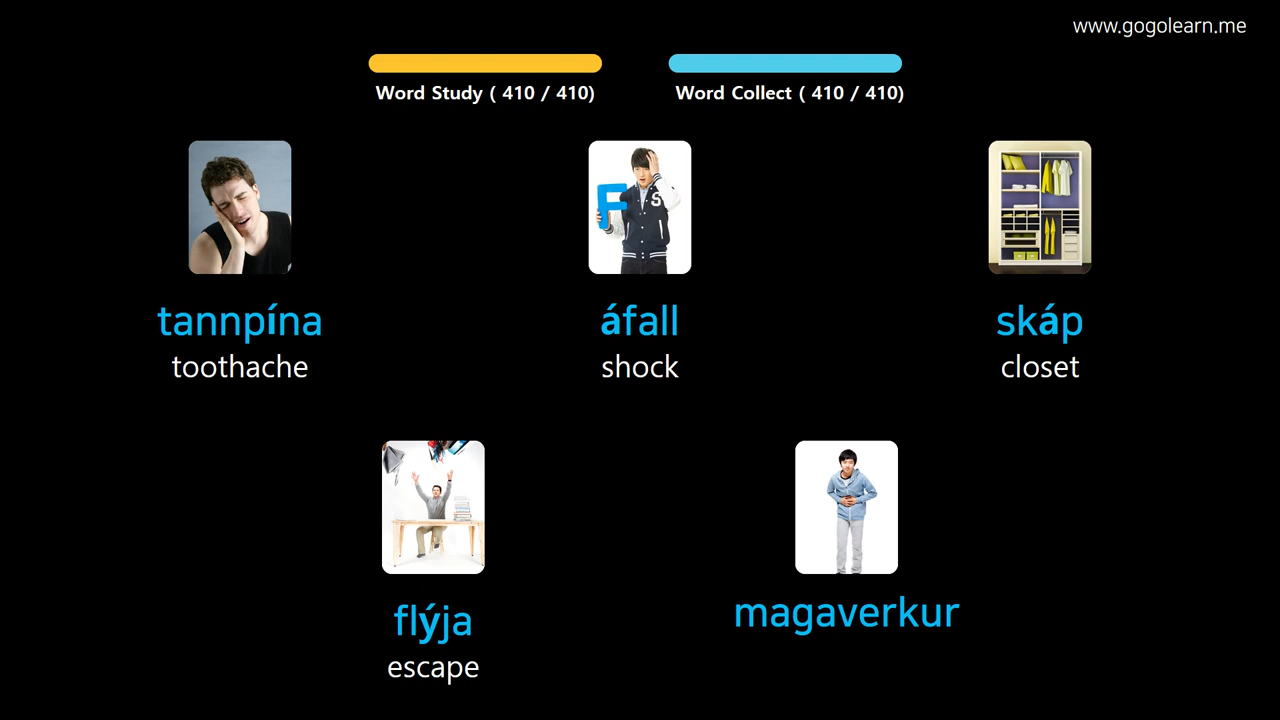 www.gogolearn.me
Word Study ( 410 / 410)
Word Collect ( 410 / 410)
F
S
tannpína
toothache
áfall
shock
skáp
closet
flýja
escape
magaverkur